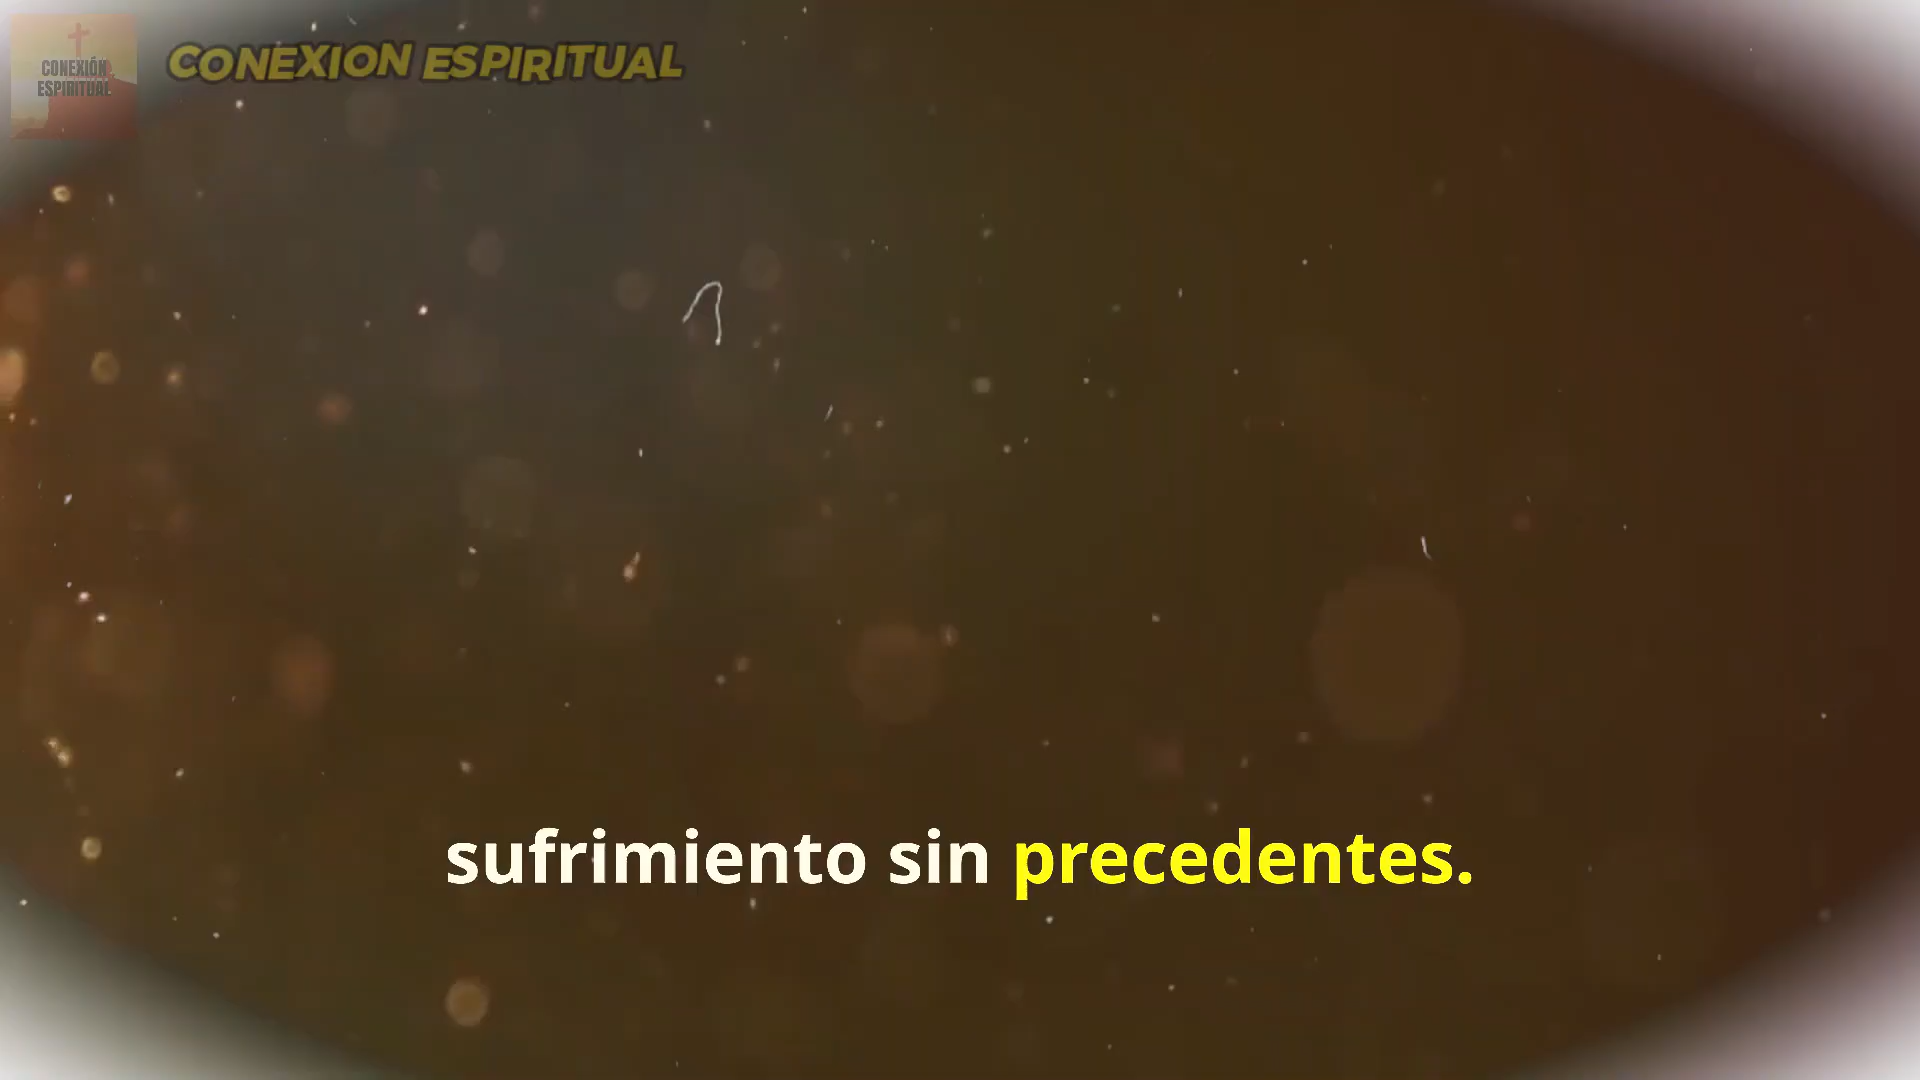 CONEXIÓN
ESPIRITUAL
CONEXION ESPIRITUAL
sufrimiento sin precedentes.